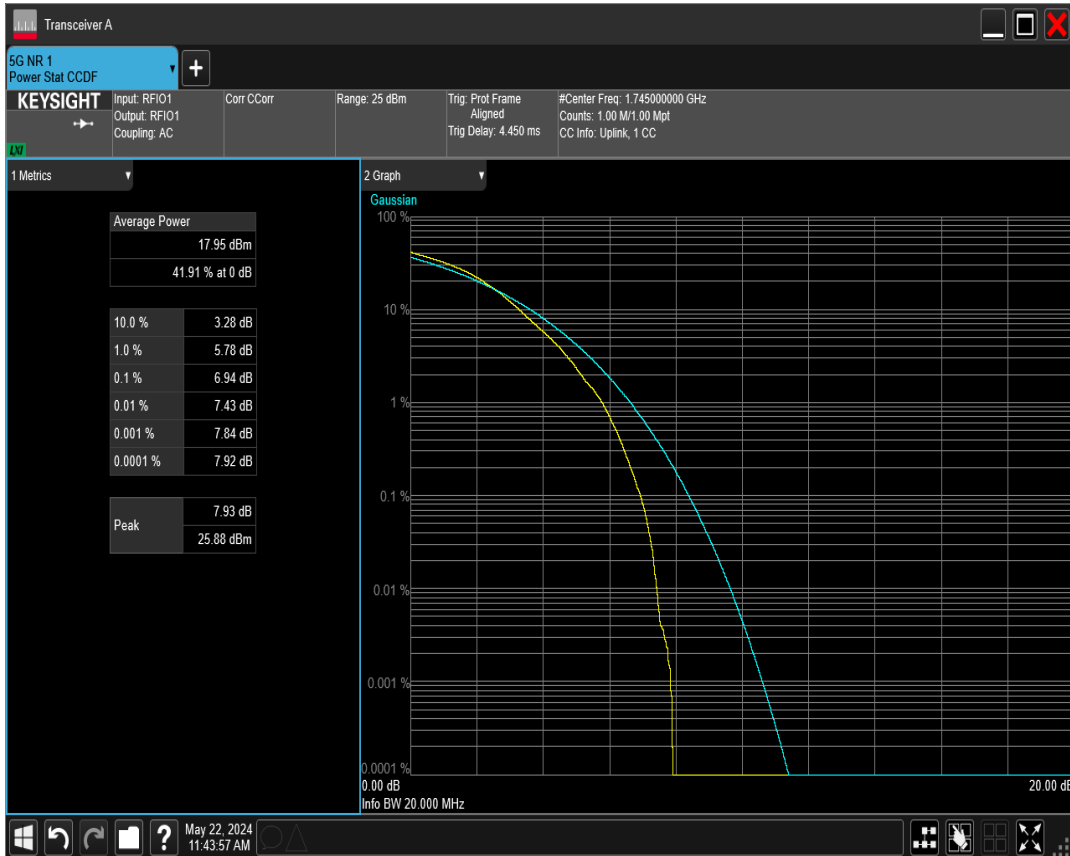 Transceiver A
5G NR 1
Power Stat CCDF
KEYSIGHT
LXI
Input: RFIO1
Output: RFIO1
Coupling: AC
Corr CCorr
Range: 25 dBm
Trig: Prot Frame
Aligned
Trig Delay: 4.450 ms
#Center Freq: 1.745000000 GHz
Counts: 1.00 M/1.00 Mpt
CC Info: Uplink, 1 CC
1 Metrics
Average Power
17.95 dBm
41.91 % at 0 dB
10.0 % 3.28 dB
1.0 % 5.78 dB
0.1 % 6.94 dB
0.01 % 7.43 dB
0.001 % 7.84 dB
0.0001 % 7.92 dB
Peak 7.93 dB
25.88 dBm
2 Graph
Gaussian
100 %
10 %
1 %
0.1 %
0.01 %
0.001 %
0.0001 %
0.00 dB 20.00 dB
Info BW 20.000 MHz
?
May 22, 2024
11:43:57 AM